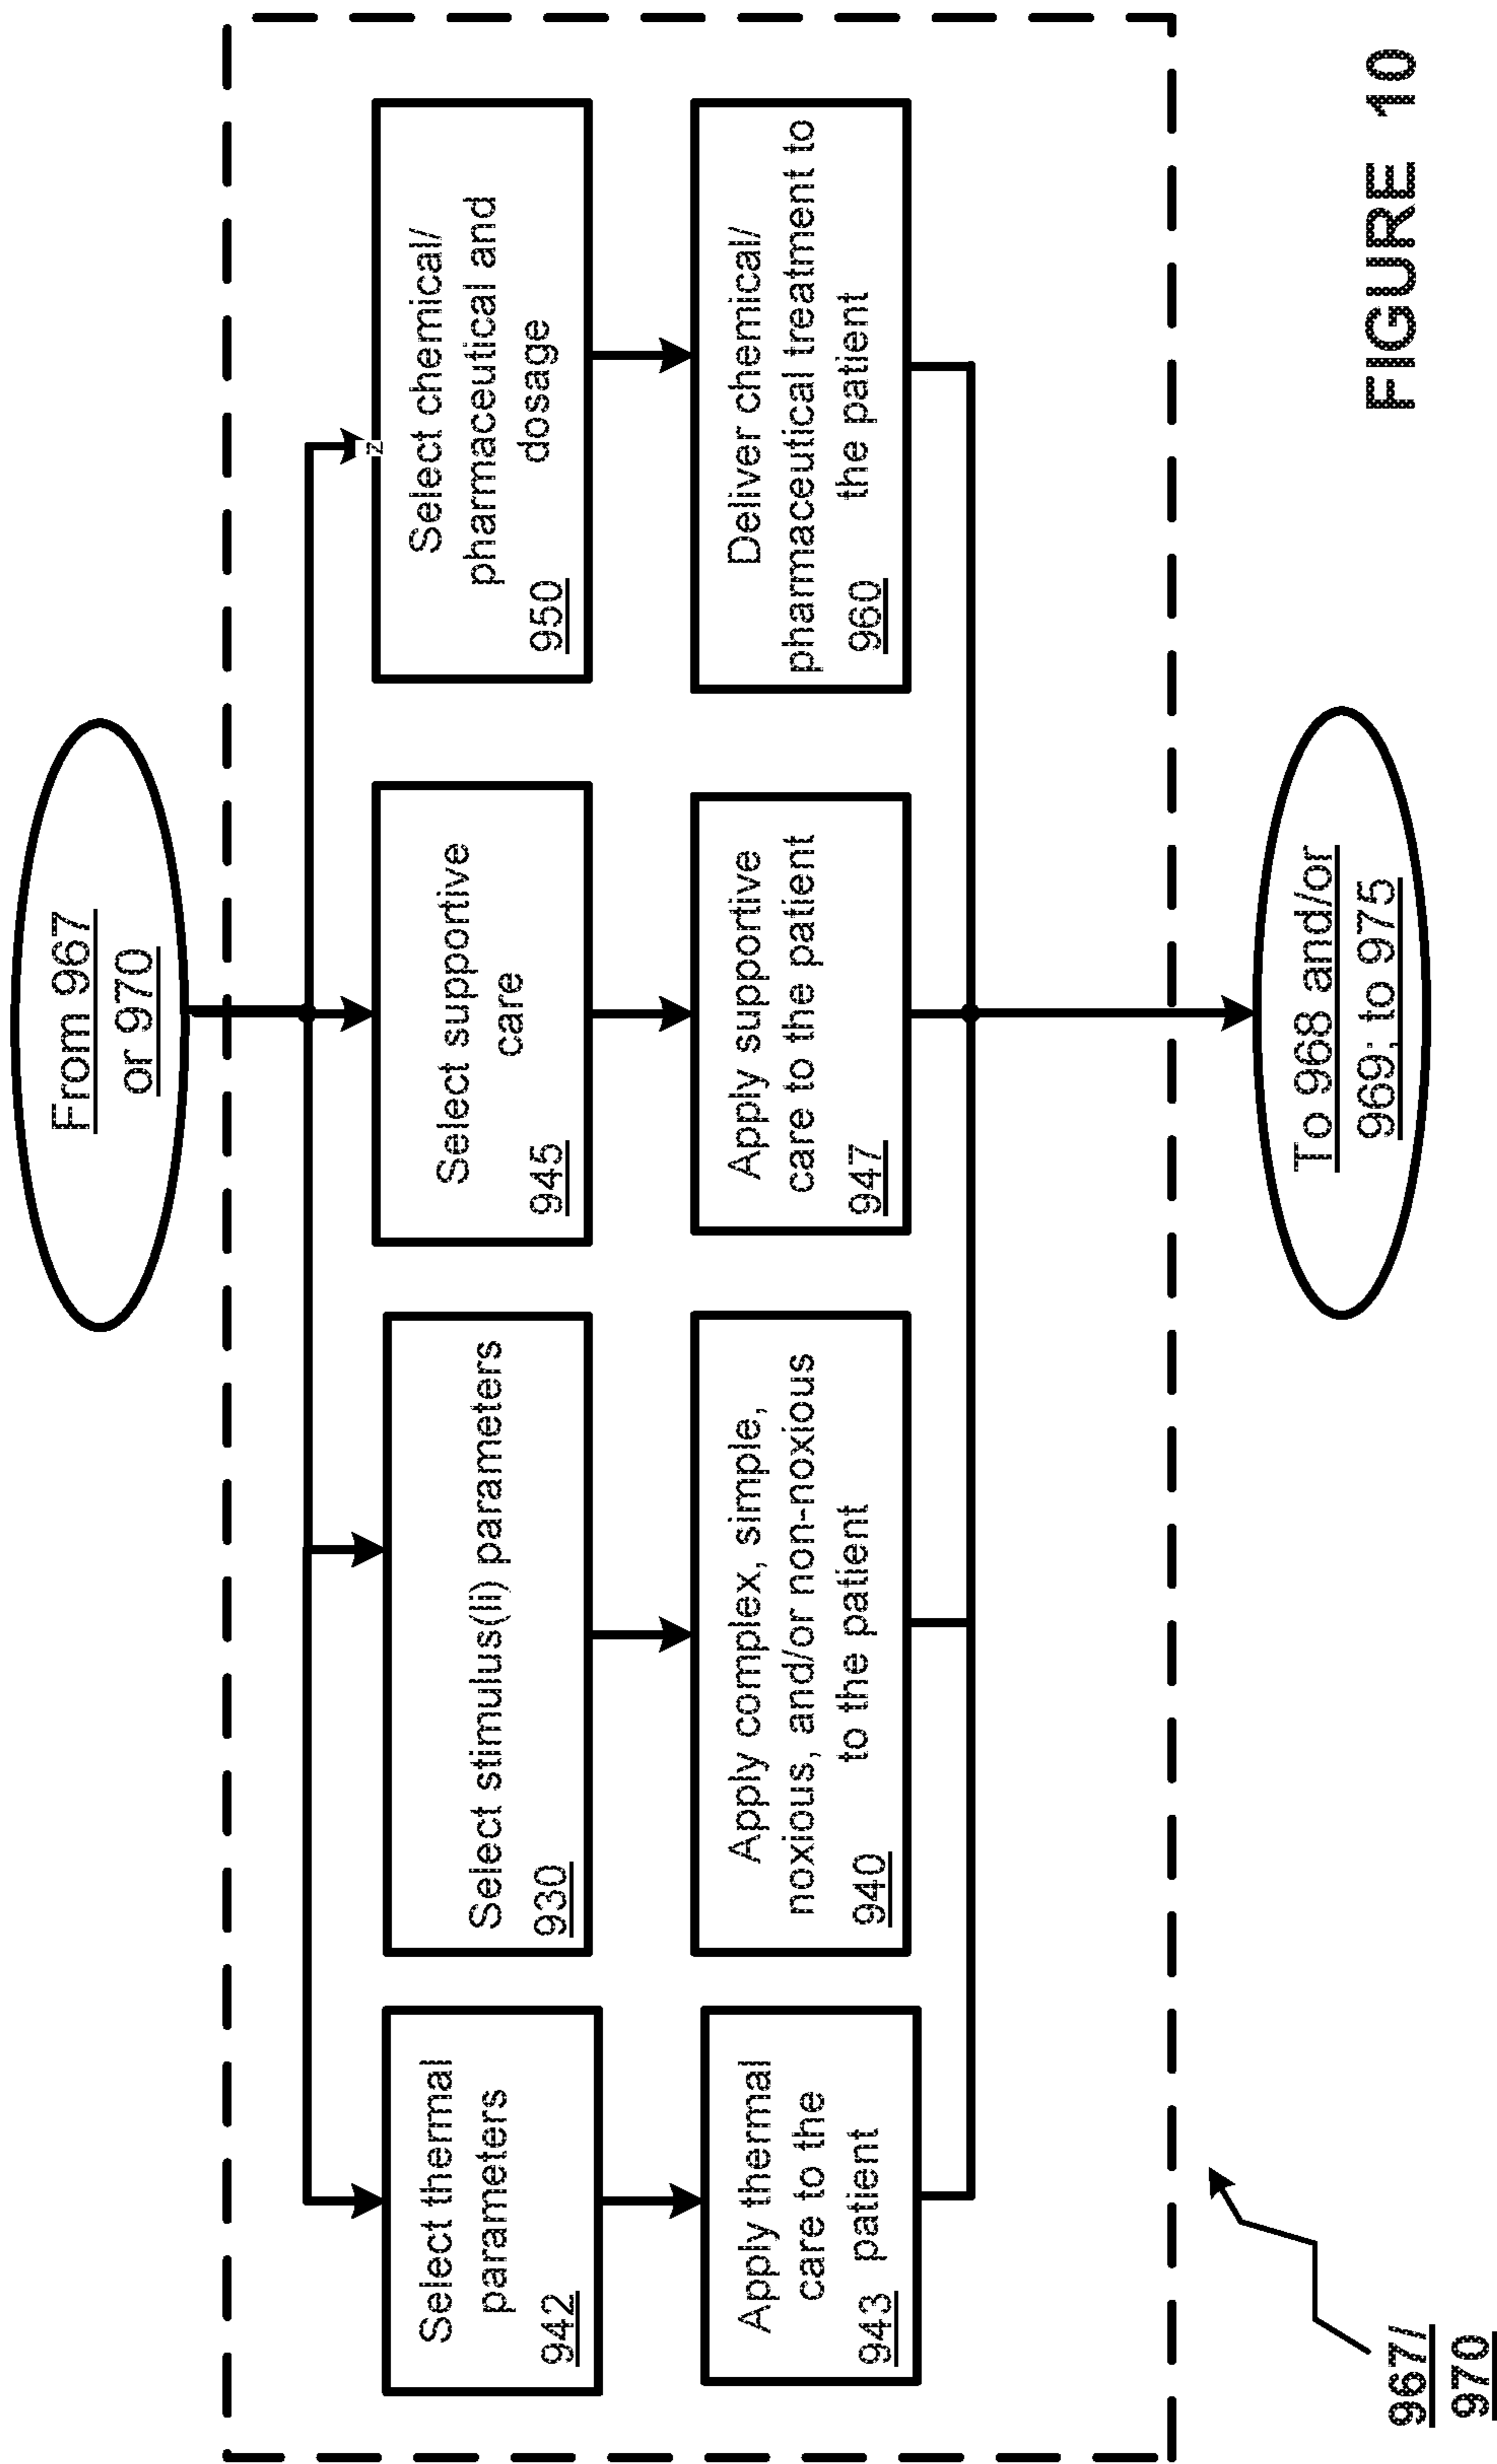 From 967
or 970
Select thermal
parameters
942
Select stimulus(li) parameters
930
Select supportive
care
945
Select chemical/
pharmaceutical and
dosage
950
Apply thermal
care to the
patient
943
Apply complex, simple,
noxious, and/or non-noxious
to the patient
940
Apply supportive
care to the patient
947
Deliver chemical/
pharmaceutical treatment to
the patient
960
To 968 and/or
969; to 975
967/
970
FIGURE 10